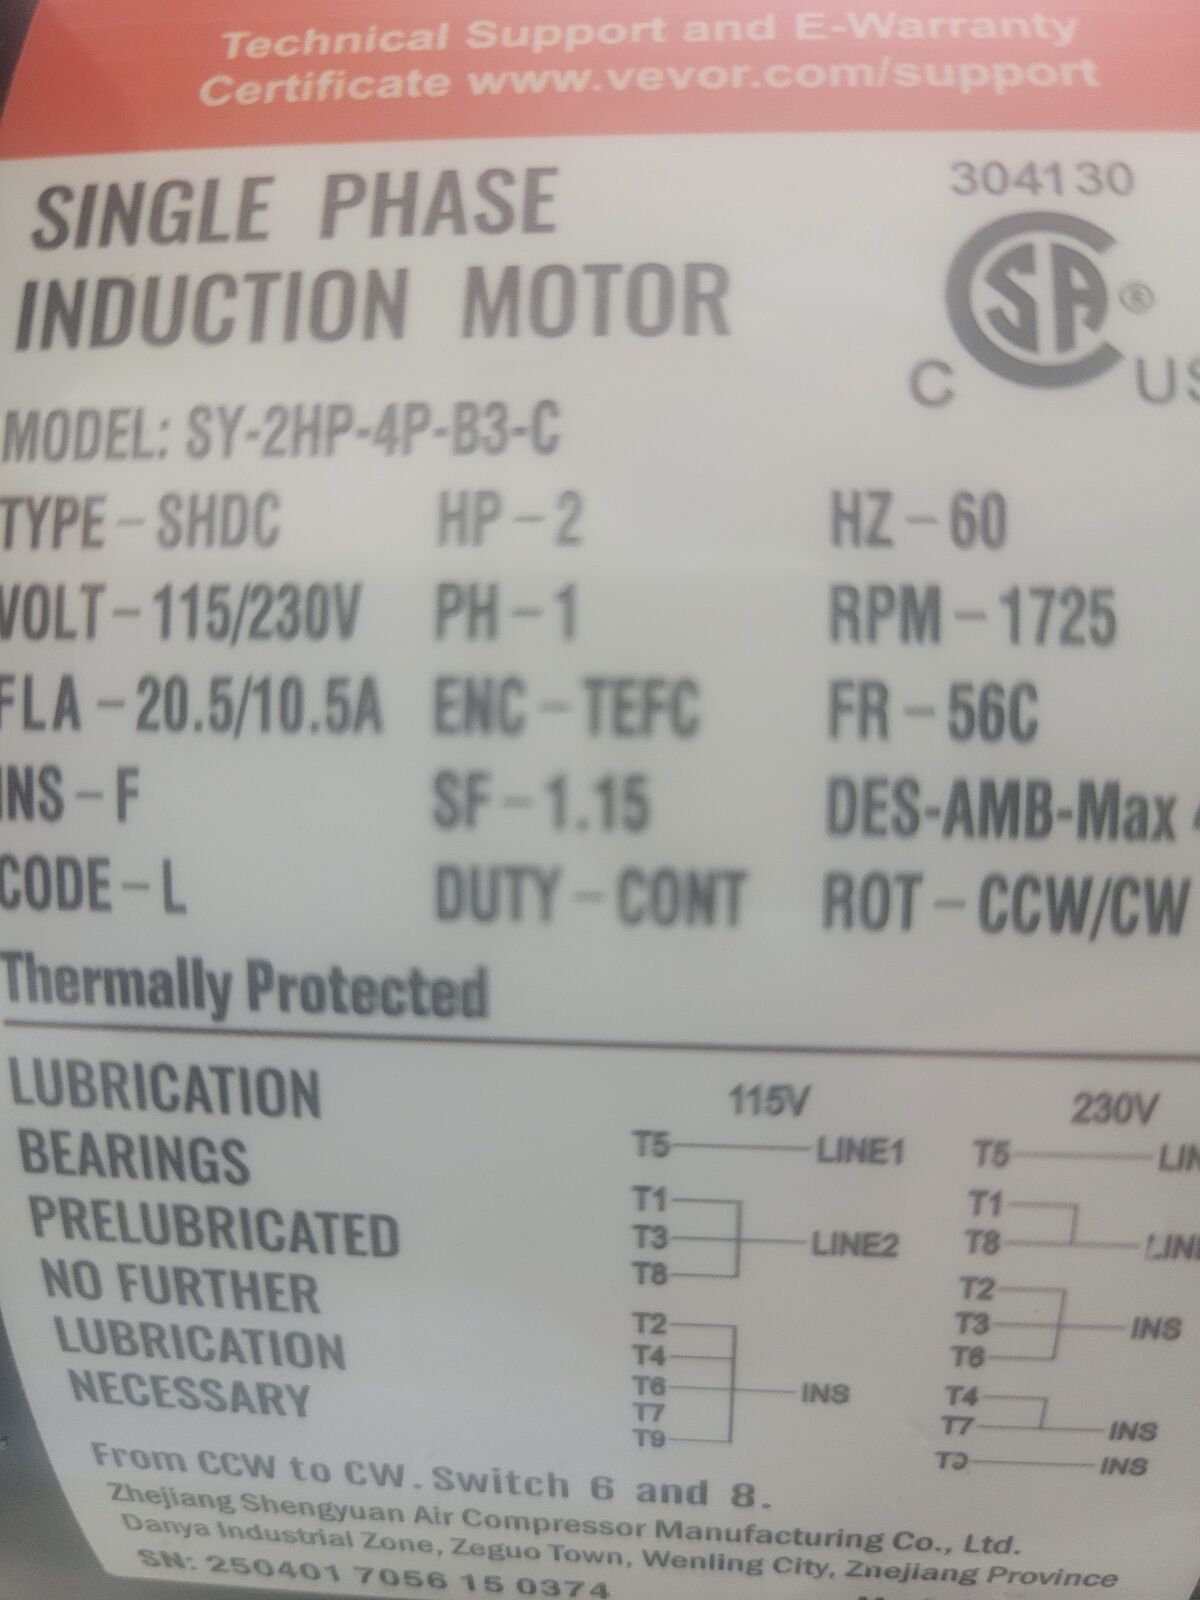 Technical Support and E-Warranty
Certificate www.vevor.com/support
SINGLE PHASE
INDUCTION MOTOR
304130
CSA®
C US
MODEL: SY-2HP-4P-B3-C
TYPE – SHDC HP – 2 HZ – 60
VOLT – 115/230V PH – 1 RPM – 1725
FLA – 20.5/10.5A ENC – TEFC FR – 56C
INS – F SF – 1.15 DES-AMB-Max
CODE – L DUTY – CONT ROT – CCW/CW
Thermally Protected
LUBRICATION
BEARINGS
PRELUBRICATED
NO FURTHER
LUBRICATION
NECESSARY
115V
T5 LINE1
T1
T3 LINE2
T8
T2
T4
T6 INS
T7
T9
230V
T5
T1
T8
T2
T3 INS
T6
T4
T7 INS
INS
From CCW to CW. Switch 6 and 8.
Zhejiang Shengyuan Air Compressor Manufacturing Co., Ltd.
Danya Industrial Zone, Zeguo Town, Wenling City, Znejiang Province
SN: 250401 7056 15 0374